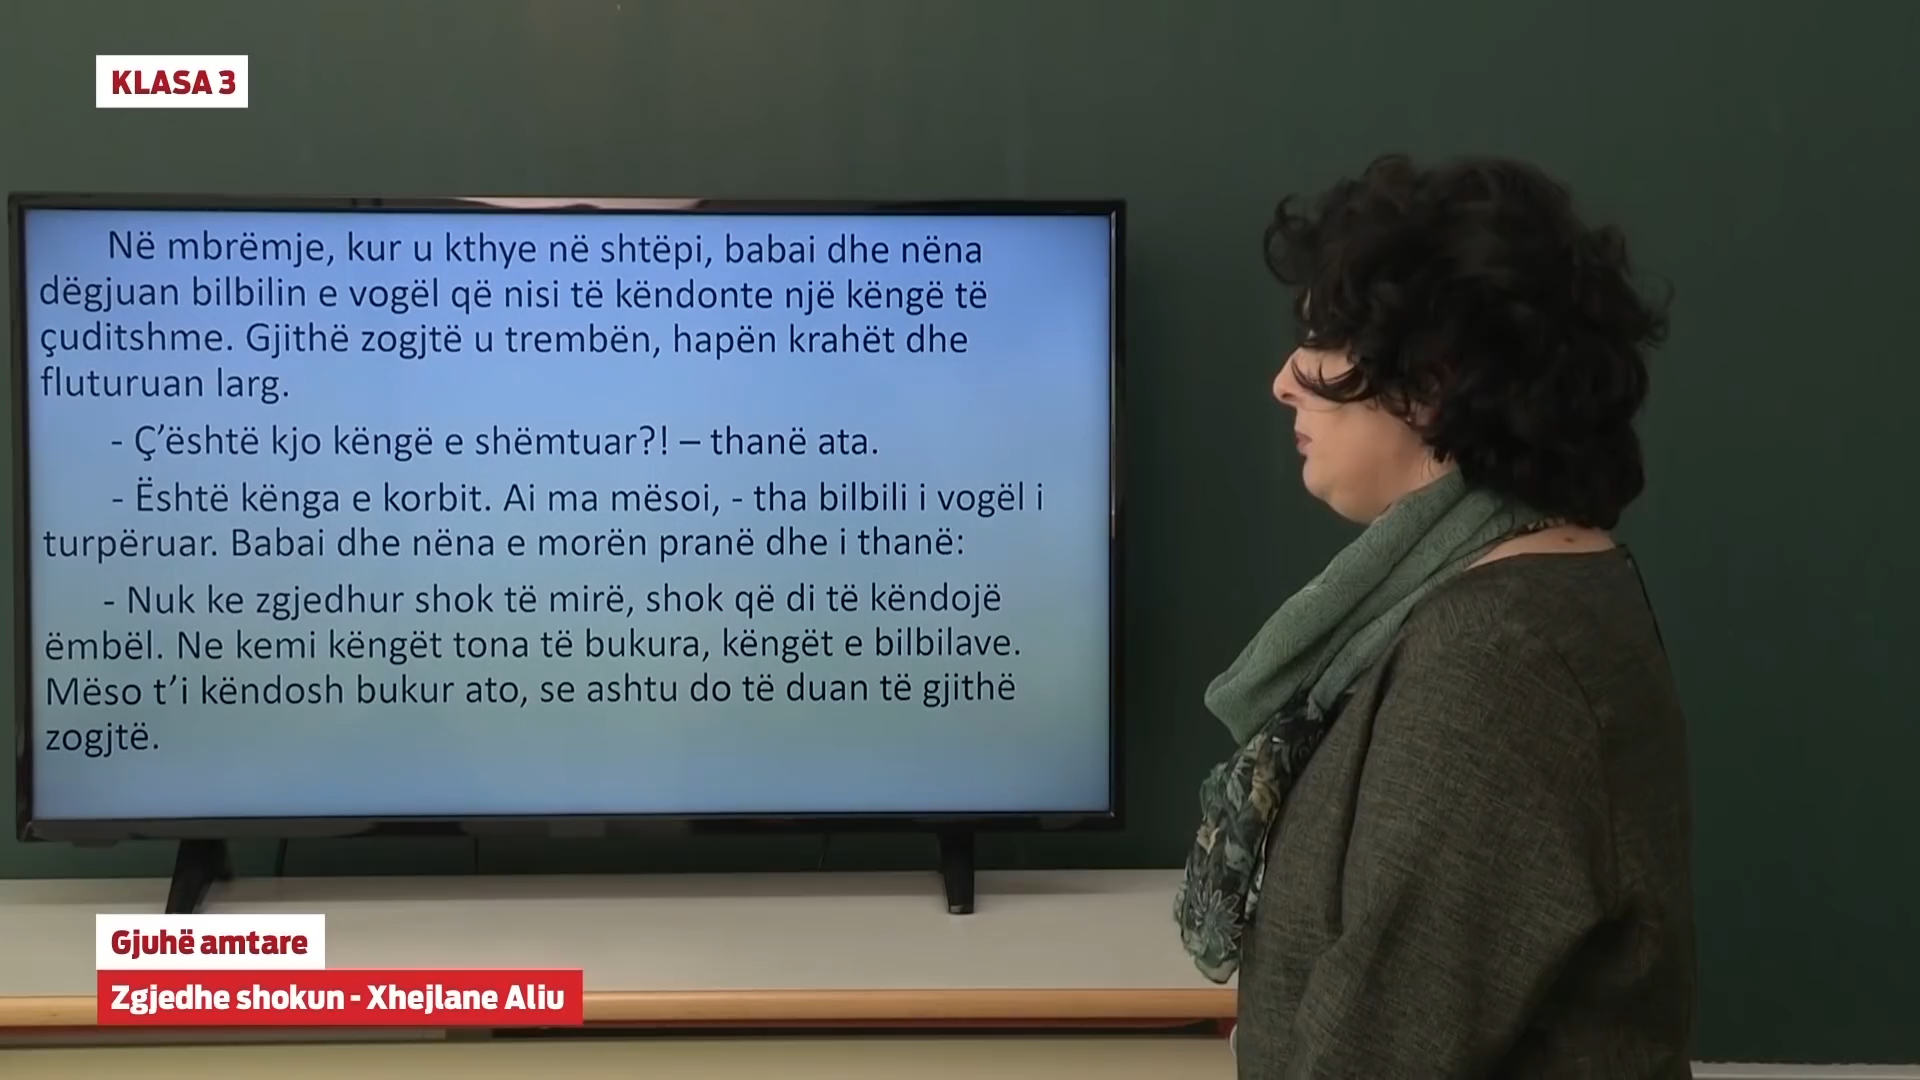 KLASA 3
Në mbrëmje, kur u kthye në shtëpi, babai dhe nëna
dëgjuan bilbilin e vogël që nisi të këndonte një këngë të
çuditshme. Gjithë zogjtë u trembën, hapën krahët dhe
fluturuan larg.
- Ç’është kjo këngë e shëmtuar?! – thanë ata.
- Është kënga e korbit. Ai ma mësoi, - tha bilbili i vogël i
turpëruar. Babai dhe nëna e morën pranë dhe i thanë:
- Nuk ke zgjedhur shok të mirë, shok që di të këndojë
ëmbël. Ne kemi këngët tona të bukura, këngët e bilbilave.
Mëso t’i këndosh bukur ato, se ashtu do të duan të gjithë
zogjtë.
Gjuhë amtare
Zgjedhe shokun - Xhejlane Aliu